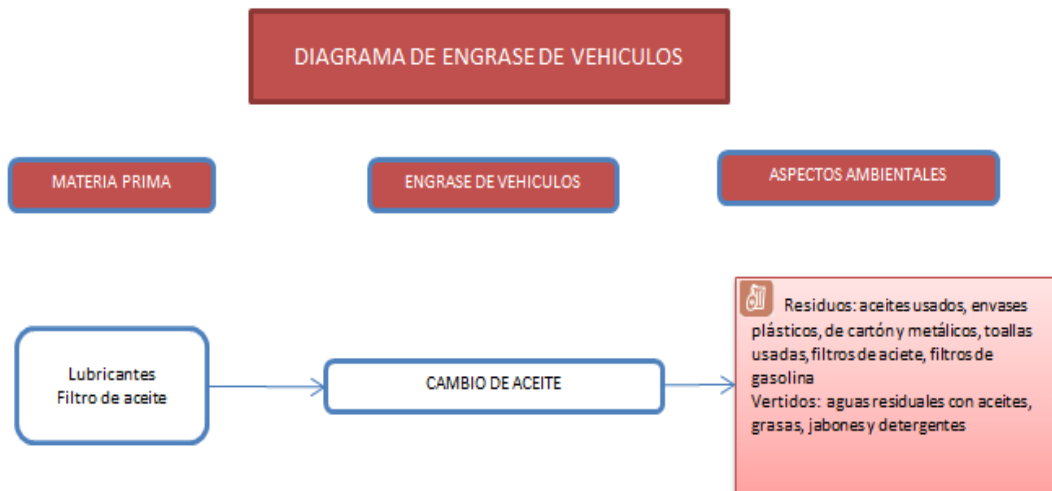 DIAGRAMA DE ENGRASE DE VEHICULOS
MATERIA PRIMA
ENGRASE DE VEHICULOS
ASPECTOS AMBIENTALES
Lubricantes
Filtro de aceite
CAMBIO DE ACEITE
Residuos: aceites usados, envases
plásticos, de cartón y metálicos, toallas
usadas, filtros de aciete, filtros de
gasolina
Vertidos: aguas residuales con aceites,
grasas, jabones y detergentes